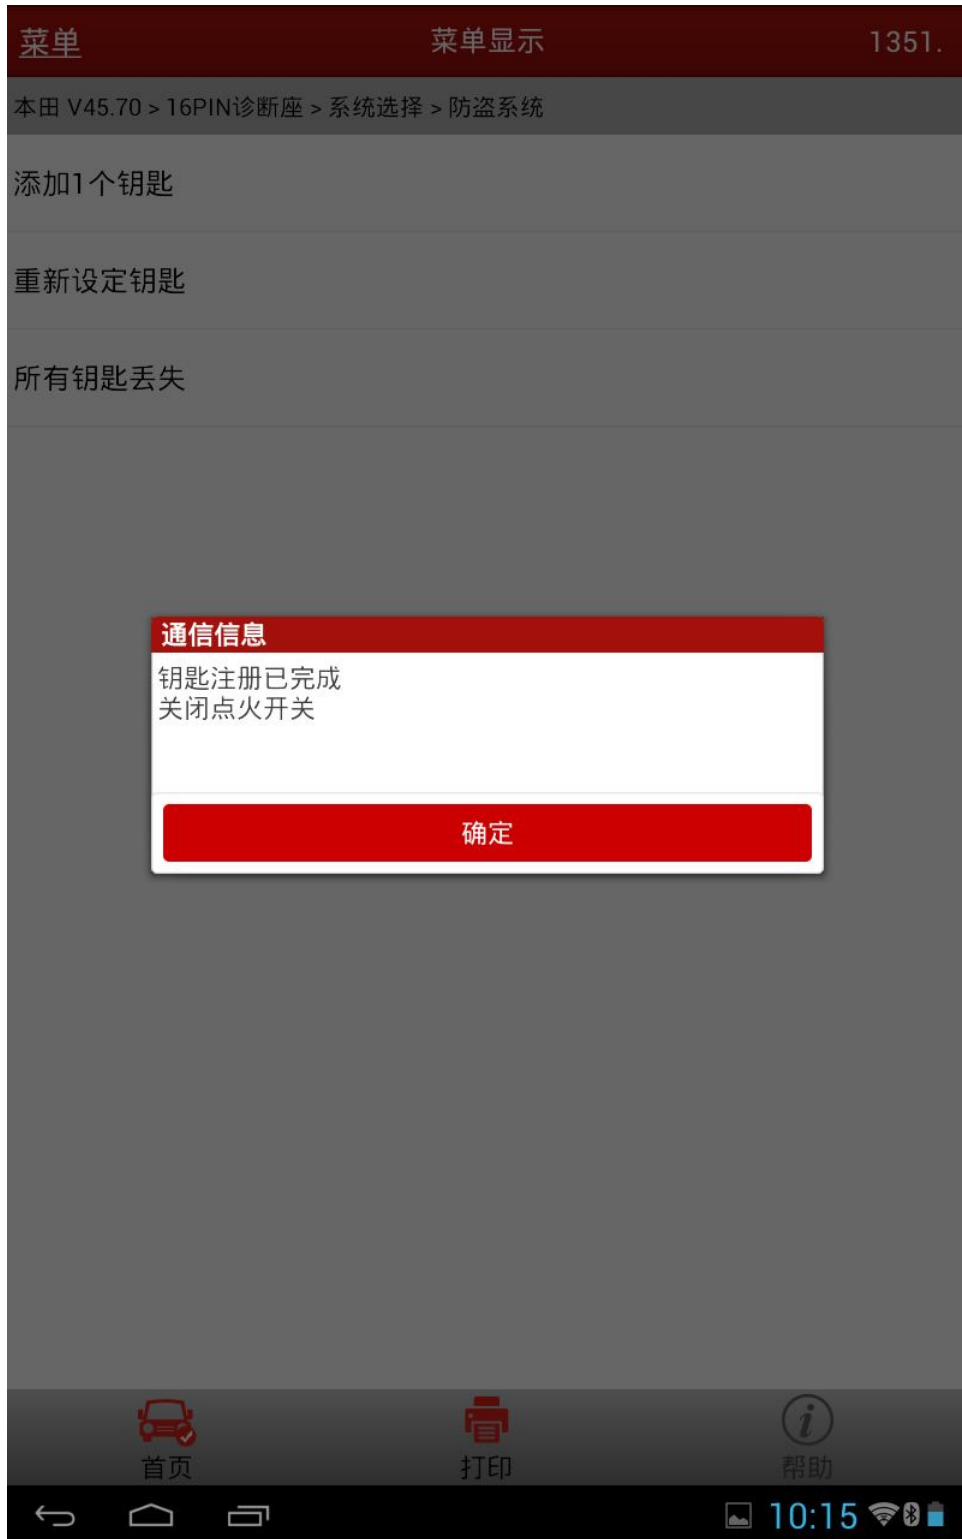 菜单 菜单显示 1351.
本田 V45.70 > 16PIN诊断座 > 系统选择 > 防盗系统
添加1个钥匙
重新设定钥匙
所有钥匙丢失
通信信息
钥匙注册已完成
关闭点火开关
确定
首页 打印 帮助
10:15